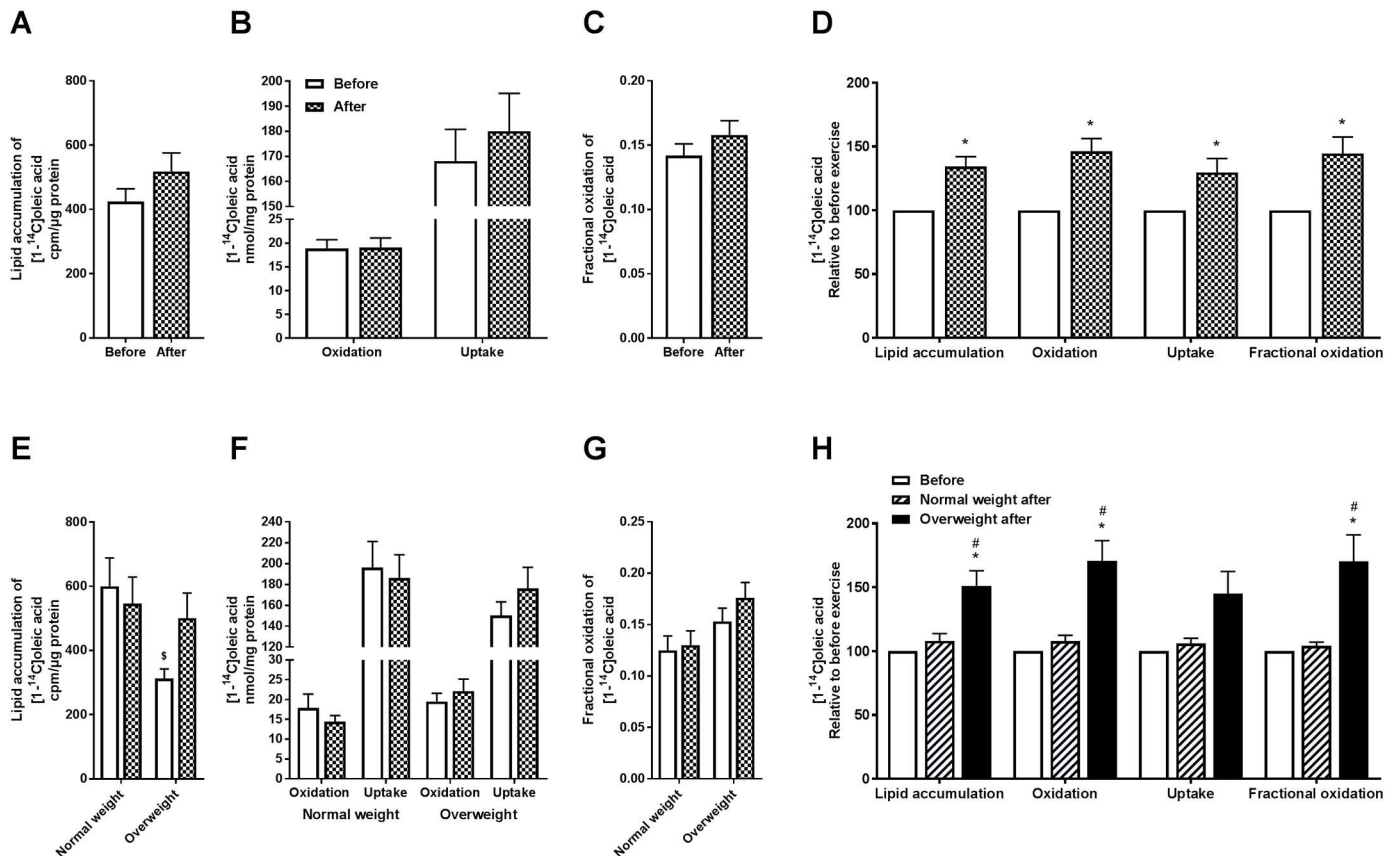 A
Lipid accumulation of
[1-¹⁴C]oleic acid
cpm/µg protein
800
600
400
200
0
Before After
B
[1-¹⁴C]oleic acid
nmol/mg protein
200
190
180
170
160
150
25
20
15
10
5
0
Before
After
Oxidation Uptake
C
Fractional oxidation of
[1-¹⁴C]oleic acid
0.20
0.15
0.10
0.05
0.00
Before After
D
[1-¹⁴C]oleic acid
Relative to before exercise
200
150
100
50
0
* * * *
Lipid accumulation Oxidation Uptake Fractional oxidation
E
Lipid accumulation of
[1-¹⁴C]oleic acid
cpm/µg protein
800
600
400
200
0
$
Normal weight Overweight
F
[1-¹⁴C]oleic acid
nmol/mg protein
240
220
200
180
160
140
120
30
25
20
15
10
5
0
Oxidation Uptake Oxidation Uptake
Normal weight Overweight
G
Fractional oxidation of
[1-¹⁴C]oleic acid
0.25
0.20
0.15
0.10
0.05
0.00
Normal weight Overweight
H
Before
Normal weight after
Overweight after
[1-¹⁴C]oleic acid
Relative to before exercise
200
150
100
50
0
# # #
* * *
Lipid accumulation Oxidation Uptake Fractional oxidation